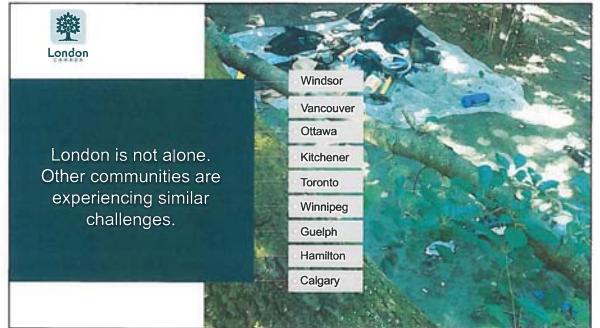 London
CANADA
London is not alone.
Other communities are
experiencing similar
challenges.
Windsor
Vancouver
Ottawa
Kitchener
Toronto
Winnipeg
Guelph
Hamilton
Calgary